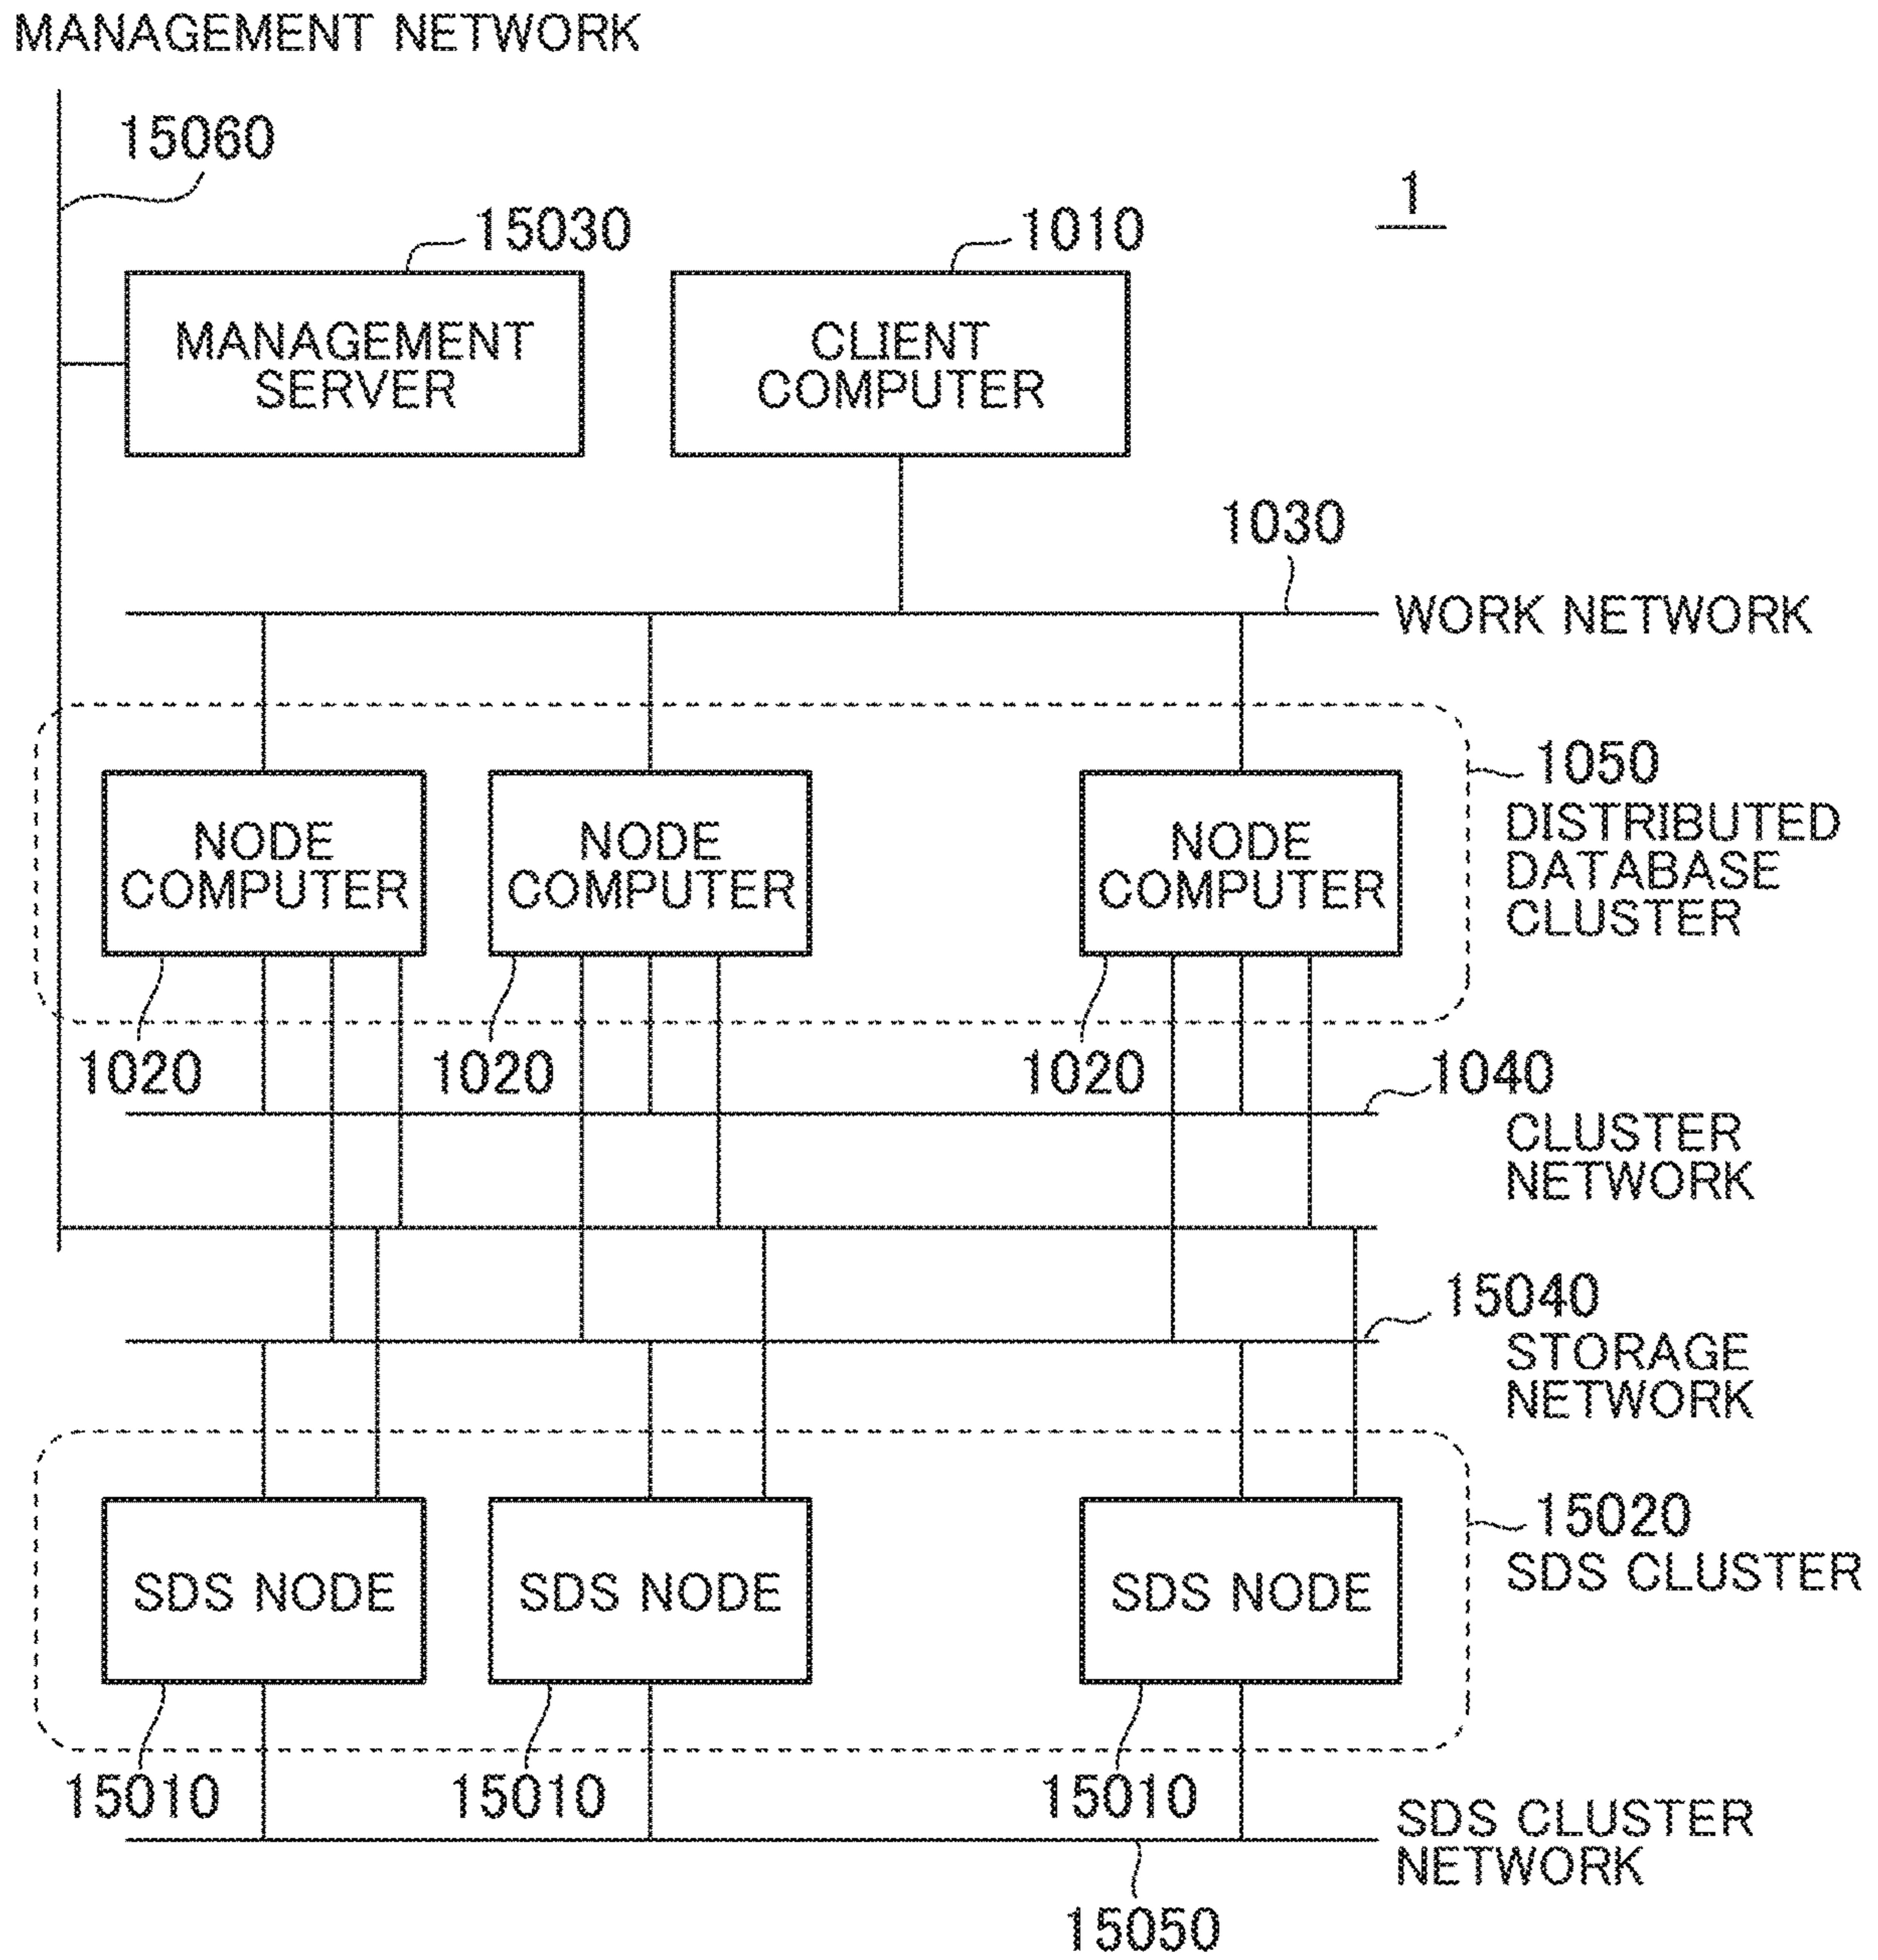 MANAGEMENT NETWORK
15060
1
15030
1010
MANAGEMENT
SERVER
CLIENT
COMPUTER
1030
WORK NETWORK
1050
DISTRIBUTED
DATABASE
CLUSTER
NODE
COMPUTER
NODE
COMPUTER
NODE
COMPUTER
1020
1020
1020
1040
CLUSTER
NETWORK
15040
STORAGE
NETWORK
15020
SDS CLUSTER
SDS NODE
SDS NODE
SDS NODE
15010
15010
15010
SDS CLUSTER
NETWORK
15050